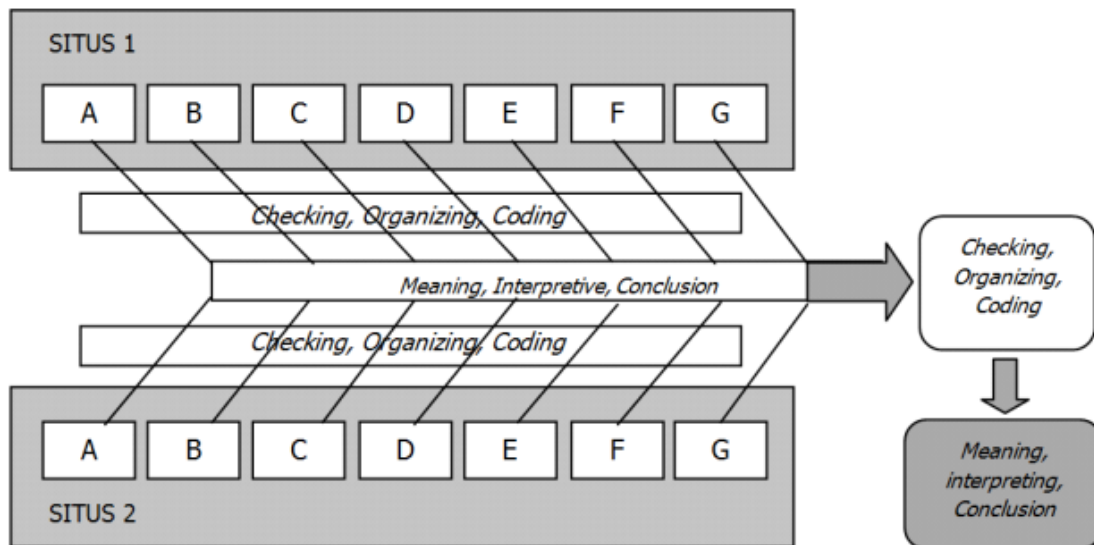 SITUS 1
A B C D E F G
Checking, Organizing, Coding
Meaning, Interpretive, Conclusion
Checking, Organizing, Coding
A B C D E F G
SITUS 2
Checking,
Organizing,
Coding
Meaning,
interpreting,
Conclusion